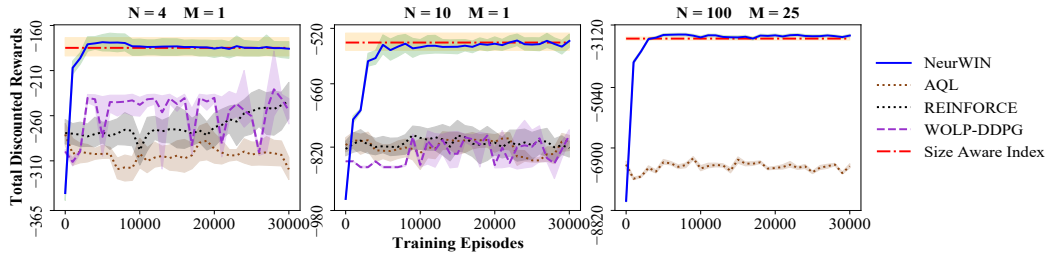 N = 4 M = 1
N = 10 M = 1
N = 100 M = 25
Total Discounted Rewards
−160
−210
−260
−310
−365
0
10000
20000
30000
−520
−660
−820
−980
0
10000
20000
30000
−3120
−5040
−6900
−8820
0
10000
20000
30000
Training Episodes
NeurWIN
AQL
REINFORCE
WOLP-DDPG
Size Aware Index